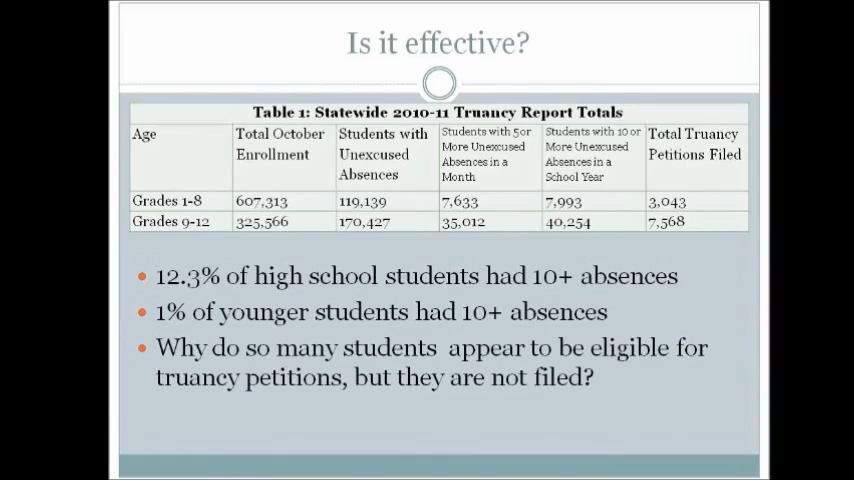 Is it effective?
Table 1: Statewide 2010-11 Truancy Report Totals
Age
Total October
Enrollment
Students with
Unexcused
Absences
Students with 5or
More Unexcused
Absences in a
Month
Students with 10 or
More Unexcused
Absences in a
School Year
Total Truancy
Petitions Filed
Grades 1-8 607,313 119,139 7,633 7,993 3,043
Grades 9-12 325,566 170,427 35,012 40,254 7,568
• 12.3% of high school students had 10+ absences
• 1% of younger students had 10+ absences
• Why do so many students appear to be eligible for
truancy petitions, but they are not filed?